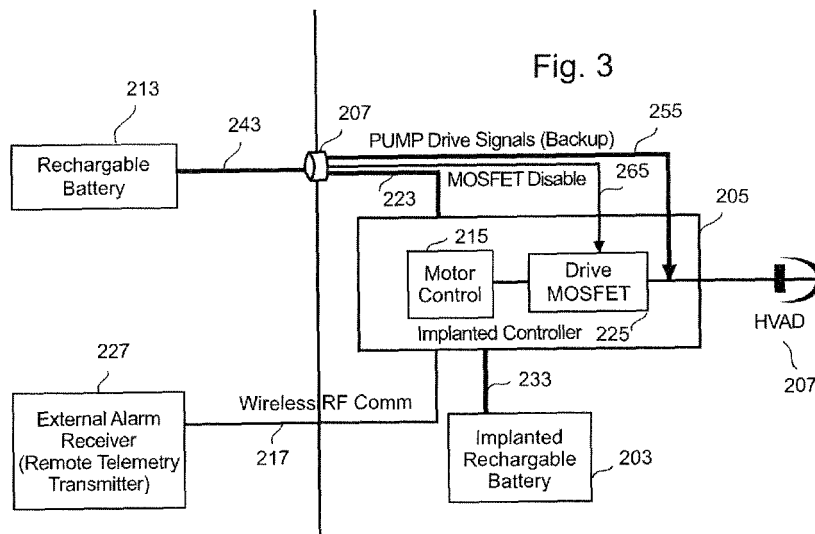 Fig. 3
213
243
207
PUMP Drive Signals (Backup)
255
Rechargable
Battery
223
MOSFET Disable
265
205
215
Motor
Control
Drive
MOSFET
Implanted Controller
225
HVAD
207
227
Wireless RF Comm
233
External Alarm
Receiver
(Remote Telemetry
Transmitter)
217
Implanted
Rechargable
Battery
203